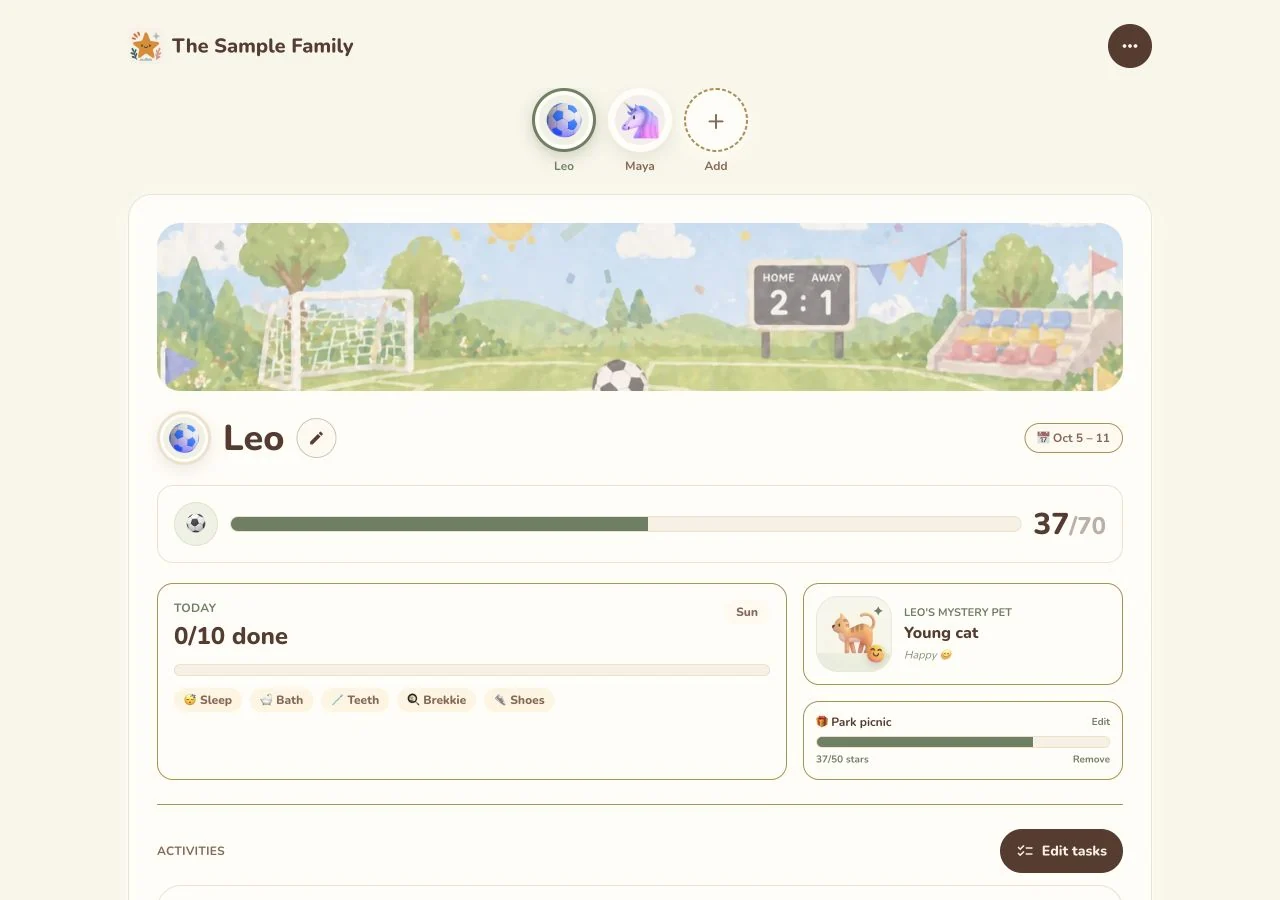 The Sample Family
Leo
Maya
Add
HOME AWAY
2 : 1
Leo
Oct 5 – 11
37/70
TODAY
Sun
0/10 done
Sleep
Bath
Teeth
Brekkie
Shoes
LEO'S MYSTERY PET
Young cat
Happy
Park picnic
Edit
37/50 stars
Remove
ACTIVITIES
Edit tasks